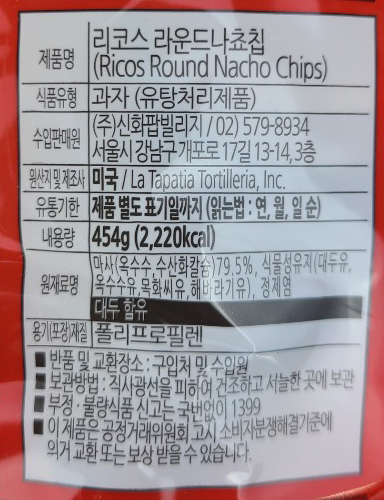 제품명 리코스 라운드나쵸칩
(Ricos Round Nacho Chips)
식품유형 과자 (유탕처리제품)
수입판매원 (주)신화팝빌리지 / 02) 579-8934
서울시 강남구 개포로 17길 13-14, 3층
원산지 및 제조사 미국 / La Tapatia Tortilleria, Inc.
유통기한 제품 별도 표기일까지 (읽는법 : 연, 월, 일 순)
내용량 454g (2,220kcal)
원재료명 막사(옥수수, 수산화칼슘)79.5%, 식물성유지(대두유,
옥수수유, 목화씨유, 해바라기유), 정제염
대두 함유
용기(포장)재질 폴리프로필렌
■ 반품 및 교환장소 : 구입처 및 수입원
■ 보관방법 : 직사광선을 피하여 건조하고 서늘한 곳에 보관
■ 부정·불량식품 신고는 국번없이 1399
■ 이 제품은 공정거래위원회 고시 소비자분쟁해결기준에
의거 교환 또는 보상 받을 수 있습니다.